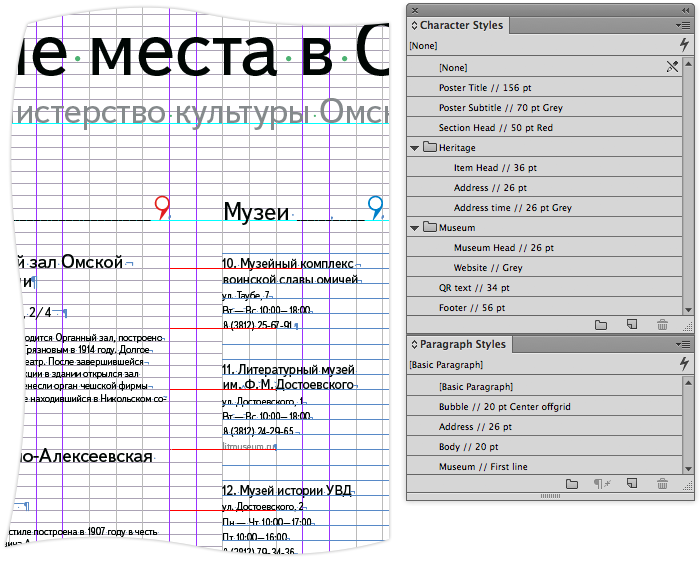 ые места в О
истерство культуры Омск
Музеи
й зал Омской
и
, 2/4
одится Органный зал, построено
рязновым в 1914 году. Долгое
еатр. После завершившейся
ции в здании открылся зал
енесли орган чешской фирмы
е находившийся в Никольском со-
о-Алексеевская
стиле построена в 1907 году в честь
10. Музейный комплекс
воинской славы омичей
ул. Таубе, 7
Вт — Вс 10:00–18:00
8 (3812) 25-67-91
11. Литературный музей
им. Ф. М. Достоевского
ул. Достоевского, 1
Вт — Вс 10:00–18:00
8 (3812) 24-29-65
litmuseum.ru
12. Музей истории УВД
ул. Достоевского, 2
Пн — Чт 10:00–17:00
Пт 10:00–16:00
8 (3812) 79-34-36
Character Styles
[None]
[None]
Poster Title // 156 pt
Poster Subtitle // 70 pt Grey
Section Head // 50 pt Red
Heritage
Item Head // 36 pt
Address // 26 pt
Address time // 26 pt Grey
Museum
Museum Head // 26 pt
Website // Grey
QR text // 34 pt
Footer // 56 pt
Paragraph Styles
[Basic Paragraph]
[Basic Paragraph]
Bubble // 20 pt Center offgrid
Address // 26 pt
Body // 20 pt
Museum // First line